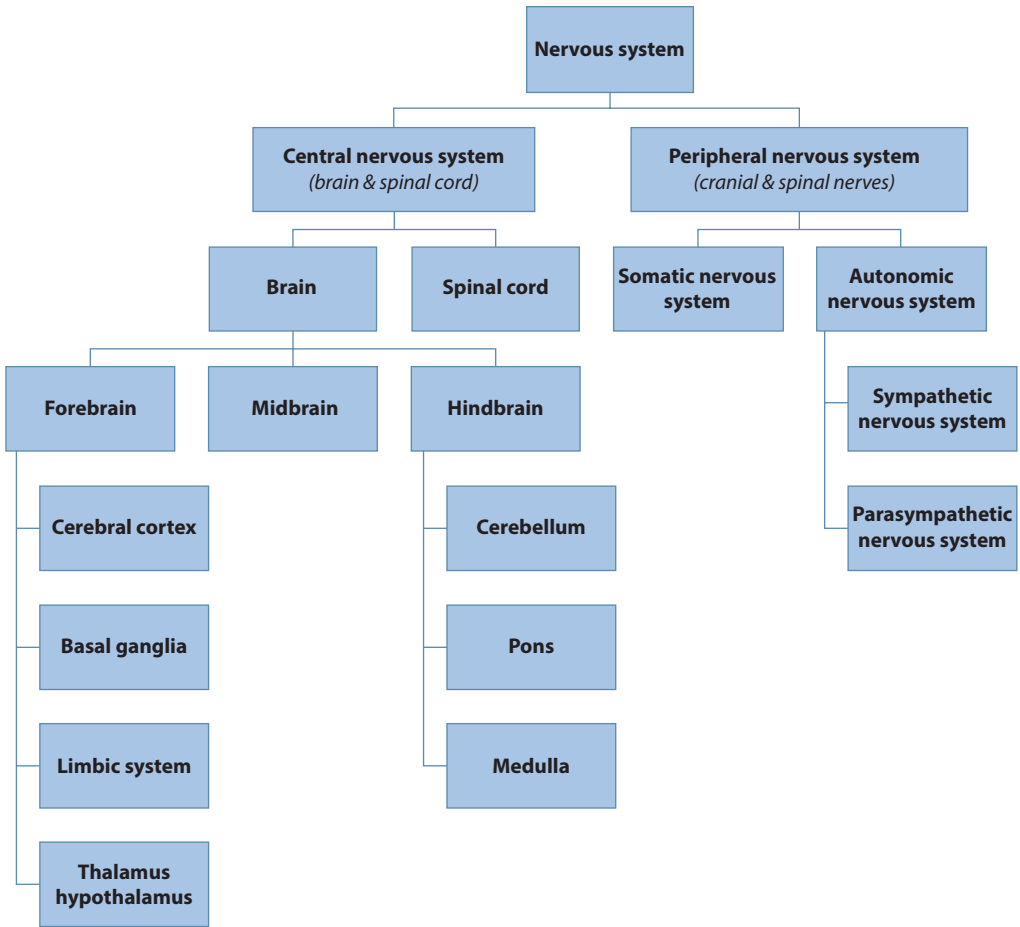 Nervous system
Central nervous system
(brain & spinal cord)
Peripheral nervous system
(cranial & spinal nerves)
Brain
Spinal cord
Somatic nervous
system
Autonomic
nervous system
Forebrain
Midbrain
Hindbrain
Sympathetic
nervous system
Cerebral cortex
Cerebellum
Parasympathetic
nervous system
Basal ganglia
Pons
Limbic system
Medulla
Thalamus
hypothalamus